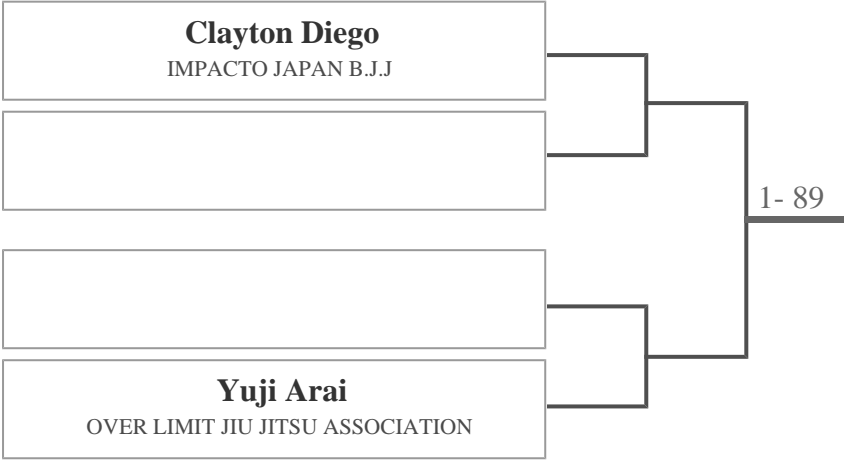 Clayton Diego
IMPACTO JAPAN B.J.J
1- 89
Yuji Arai
OVER LIMIT JIU JITSU ASSOCIATION